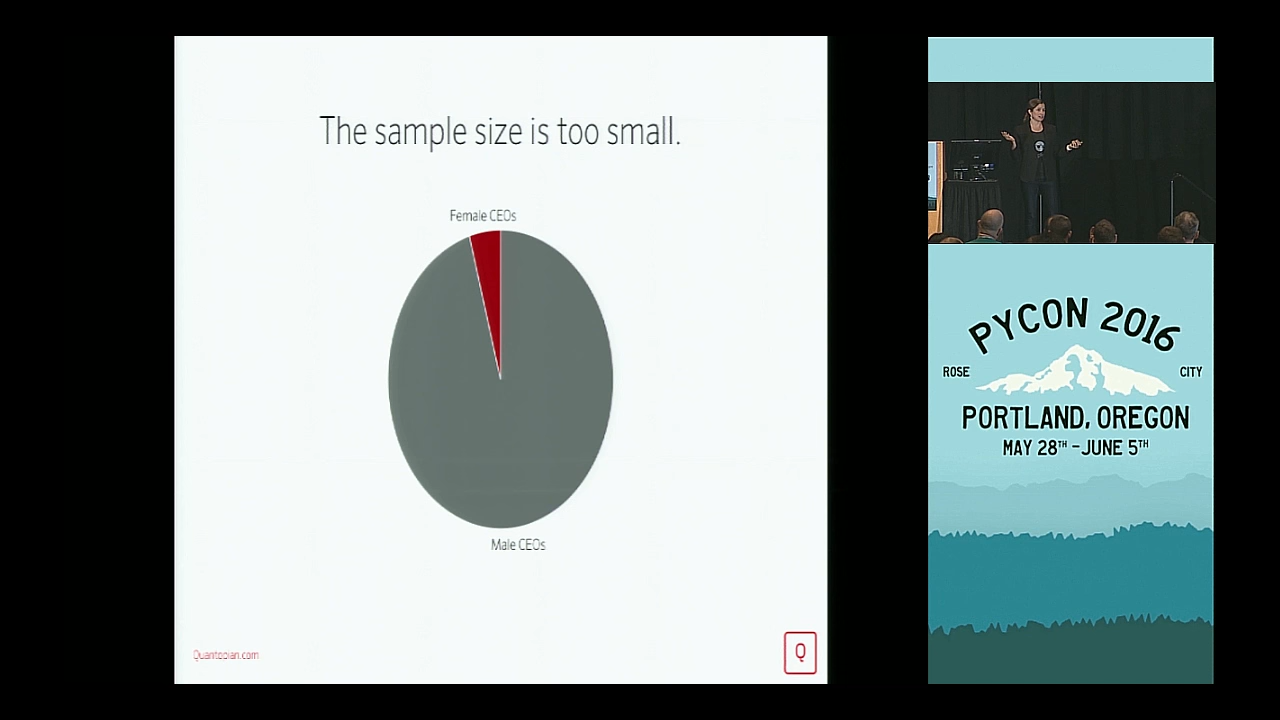 The sample size is too small.
Female CEOs
Male CEOs
Quantopian.com
Q
PYCON 2016
ROSE CITY
PORTLAND, OREGON
MAY 28TH - JUNE 5TH